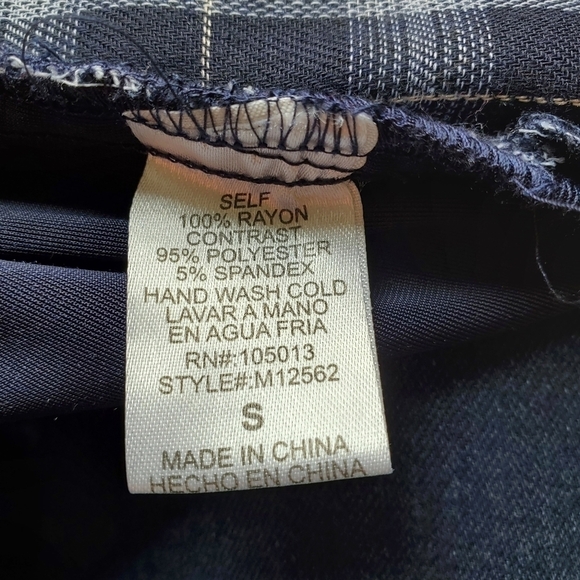 SELF
100% RAYON
CONTRAST
95% POLYESTER
5% SPANDEX
HAND WASH COLD
LAVAR A MANO
EN AGUA FRIA
RN#:105013
STYLE#:M12562
S
MADE IN CHINA
HECHO EN CHINA